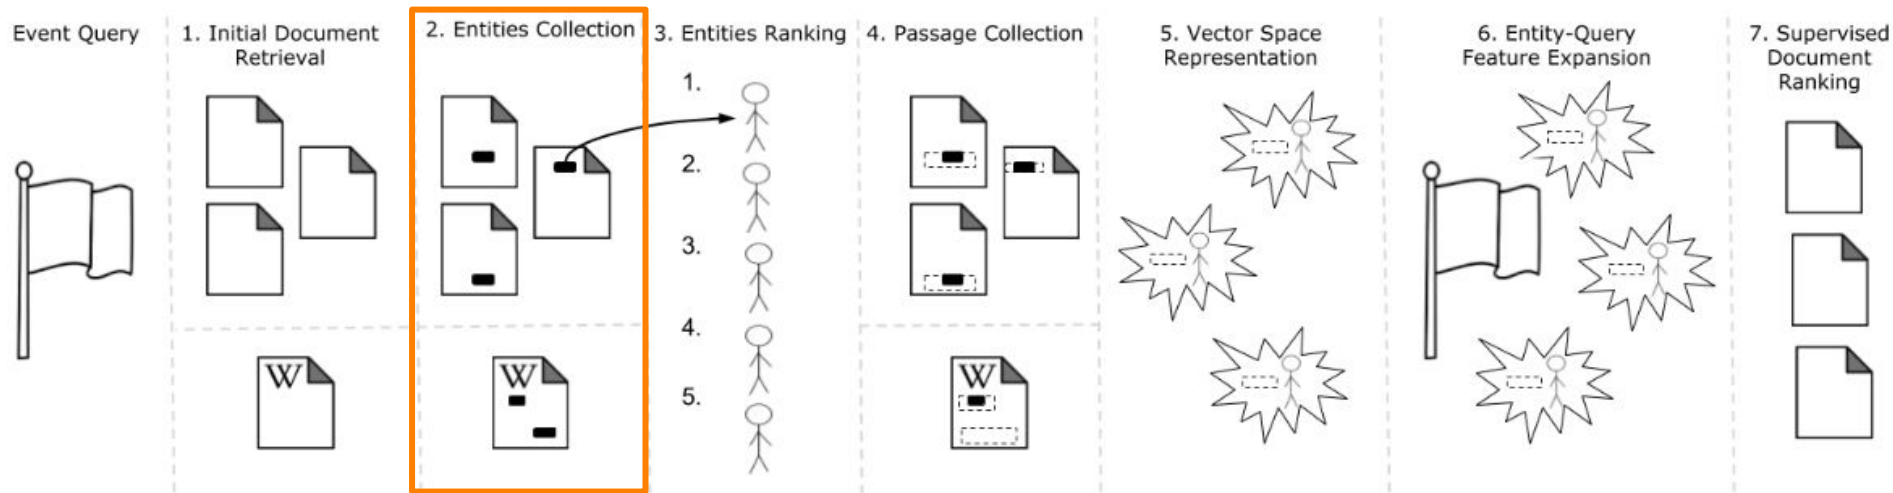 Event Query
1. Initial Document
Retrieval
2. Entities Collection
3. Entities Ranking
1.
2.
3.
4.
5.
4. Passage Collection
5. Vector Space
Representation
6. Entity-Query
Feature Expansion
7. Supervised
Document
Ranking
W
W
W